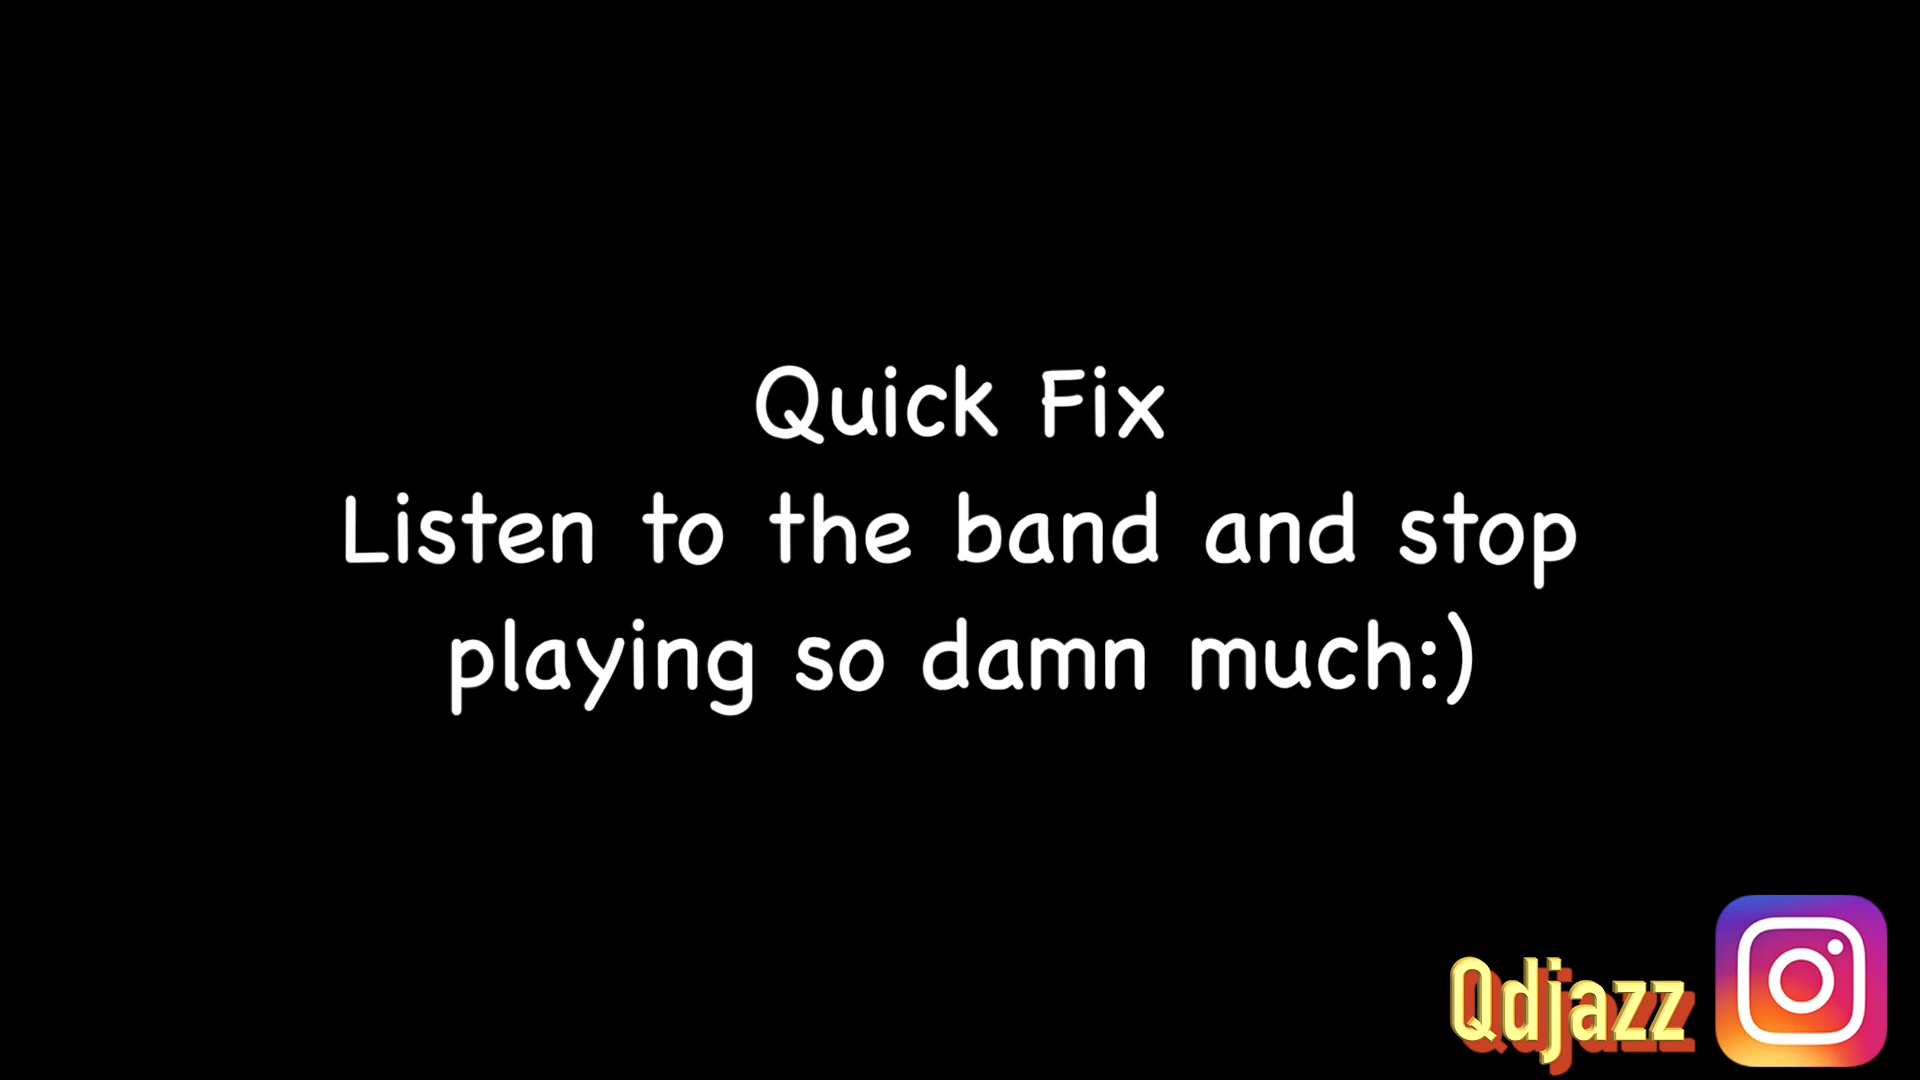 Quick Fix
Listen to the band and stop
playing so damn much:)
Qdjazz